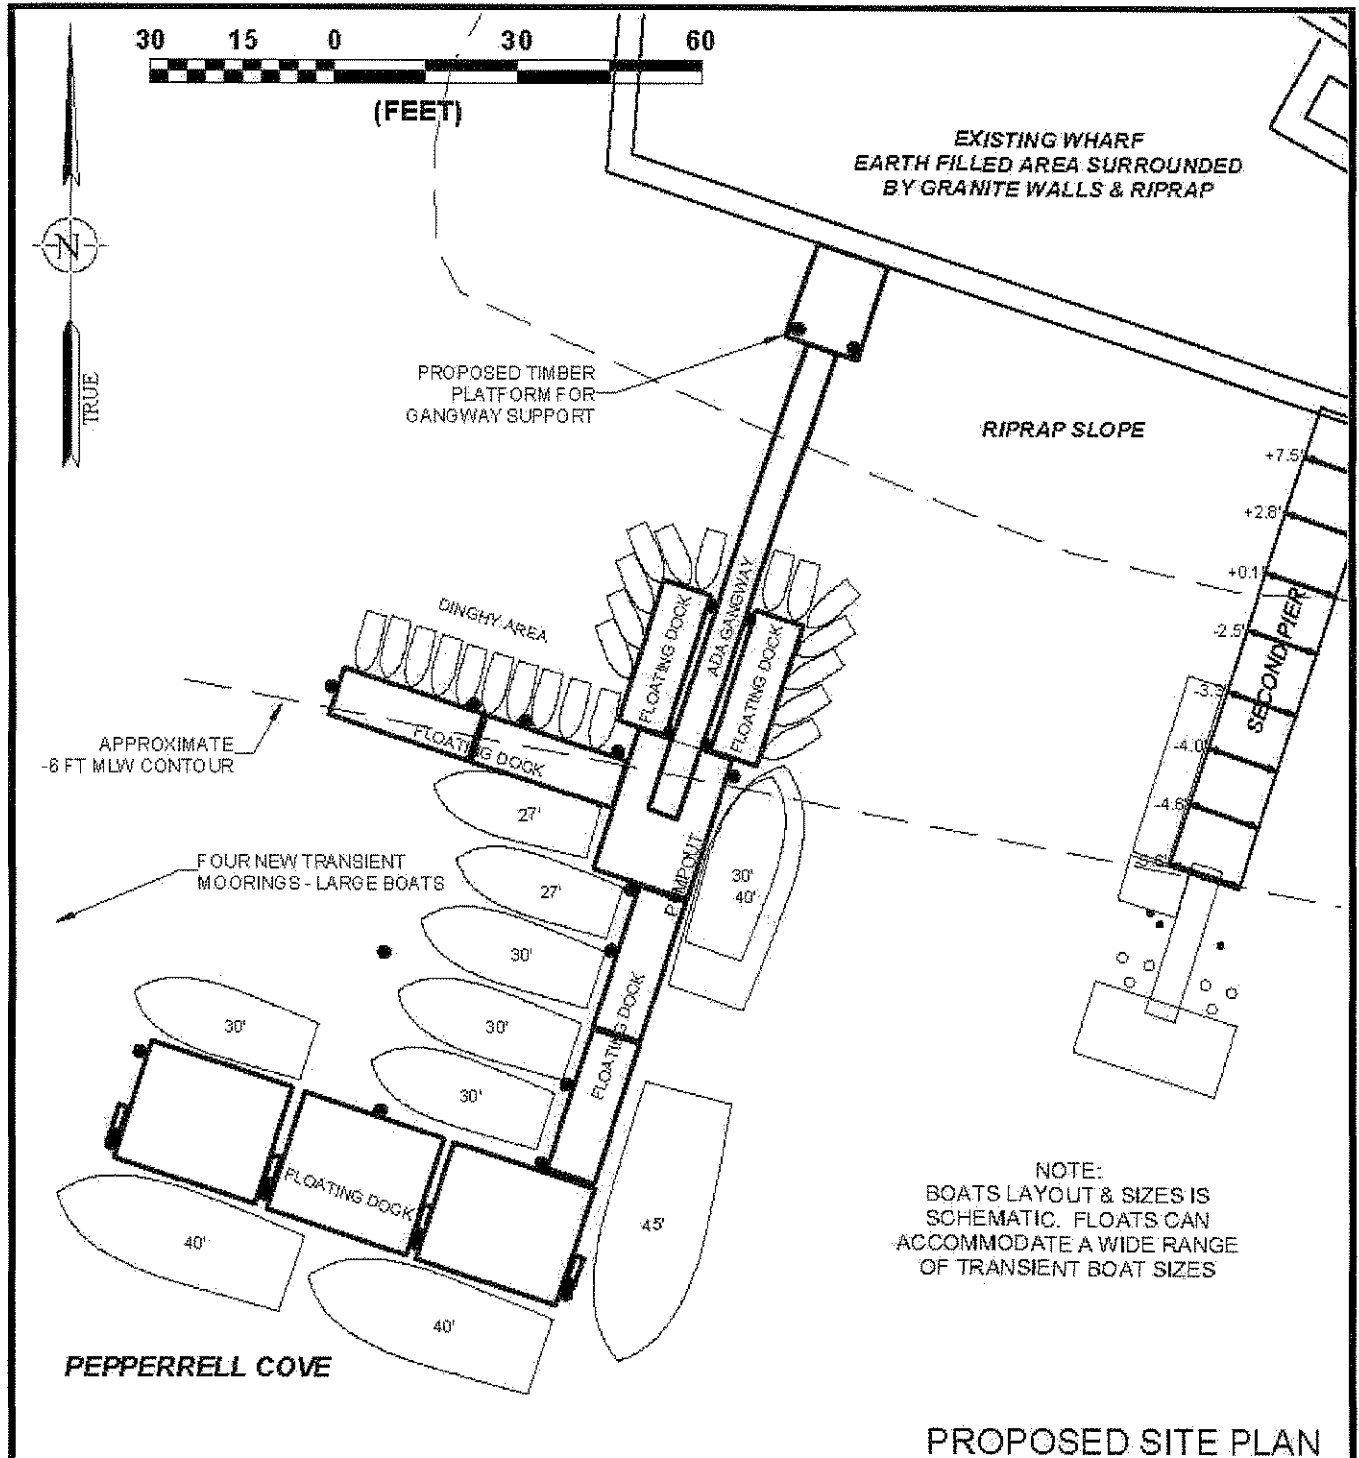 30 15 0 30 60
(FEET)
N
TRUE
EXISTING WHARF
EARTH FILLED AREA SURROUNDED
BY GRANITE WALLS & RIPRAP
PROPOSED TIMBER
PLATFORM FOR
GANGWAY SUPPORT
RIPRAP SLOPE
+7.5'
+2.8'
+0.1'
-2.5'
-3.5'
-4.0'
-4.6'
SECOND PIER
DINGHY AREA
FLOATING DOCK
ADA GANGWAY
FLOATING DOCK
FLOATING DOCK
APPROXIMATE
-6 FT MLW CONTOUR
27'
PUMPOUT
30'
40'
FOUR NEW TRANSIENT
MOORINGS - LARGE BOATS
27'
30'
30'
30'
30'
FLOATING DOCK
FLOATING DOCK
FLOATING DOCK
45'
40'
40'
NOTE:
BOATS LAYOUT & SIZES IS
SCHEMATIC. FLOATS CAN
ACCOMMODATE A WIDE RANGE
OF TRANSIENT BOAT SIZES
PEPPERRELL COVE
PROPOSED SITE PLAN